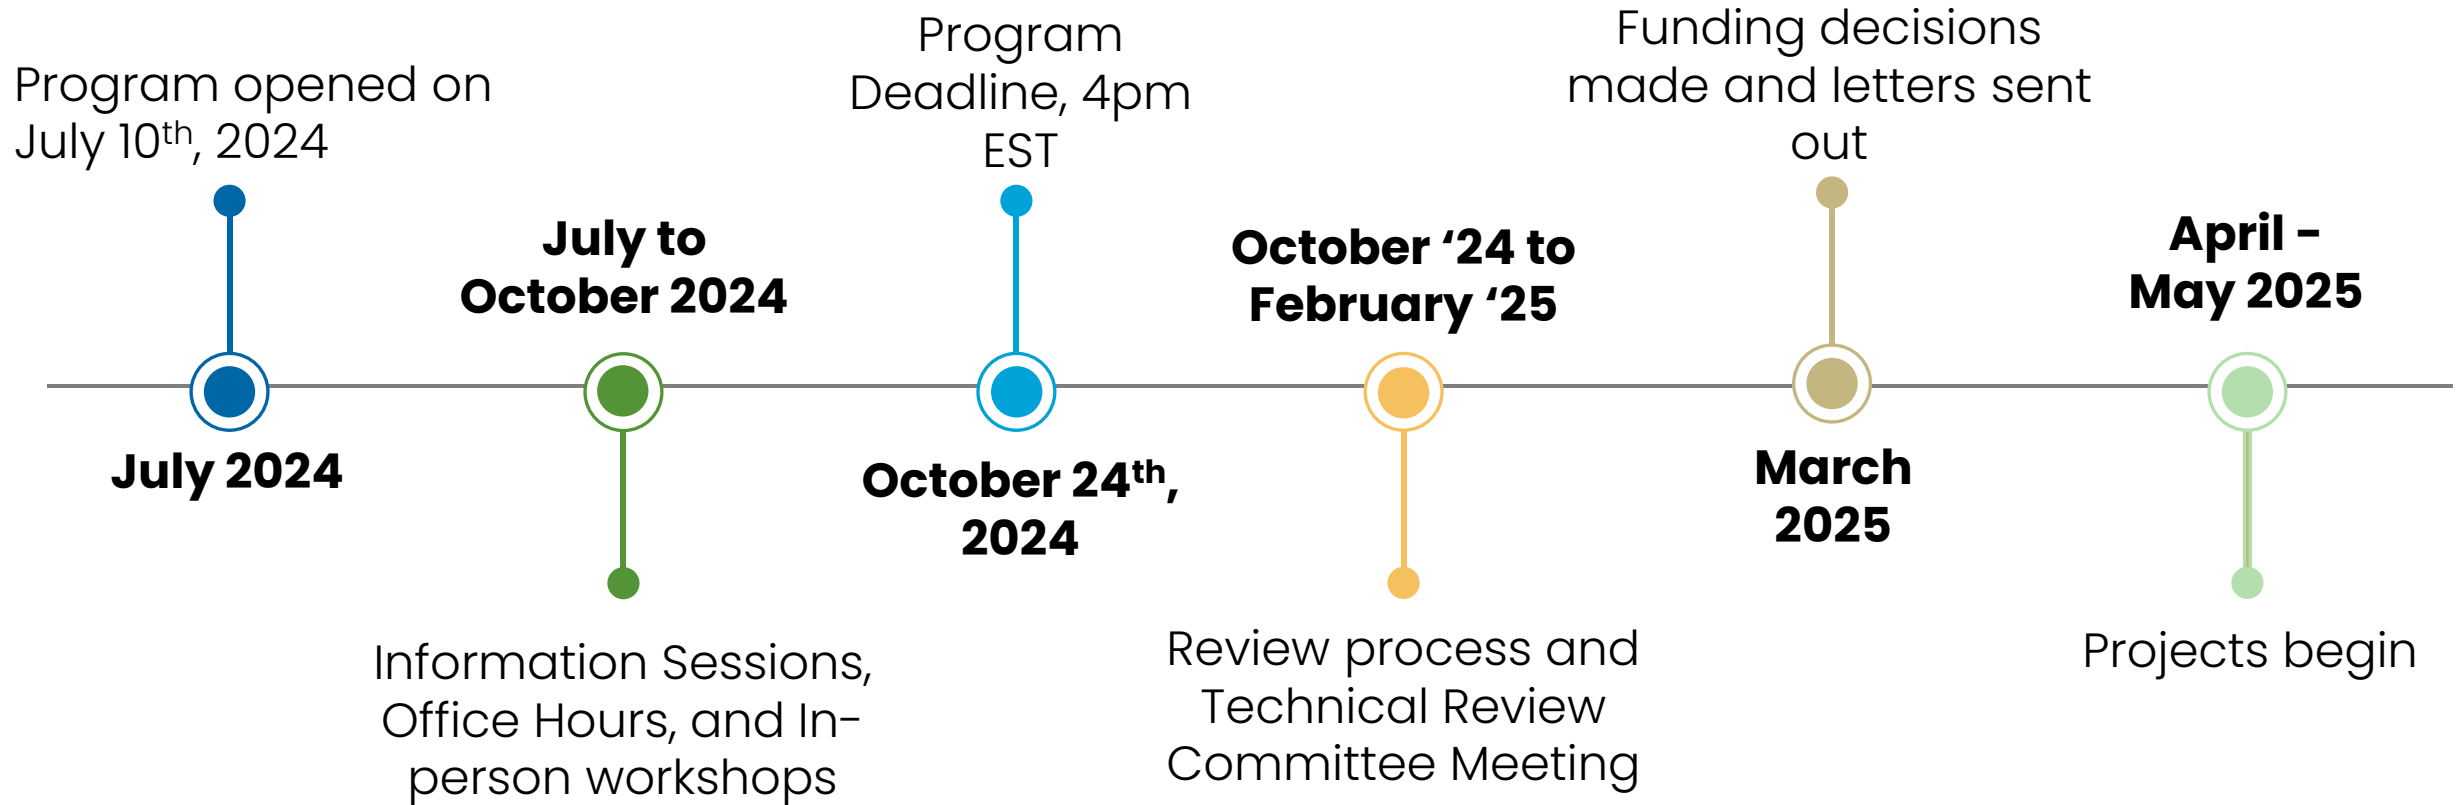 Program opened on
July 10th, 2024
July 2024
July to
October 2024
Information Sessions,
Office Hours, and In-
person workshops
Program
Deadline, 4pm
EST
October 24th,
2024
October ‘24 to
February ‘25
Review process and
Technical Review
Committee Meeting
Funding decisions
made and letters sent
out
March
2025
April -
May 2025
Projects begin